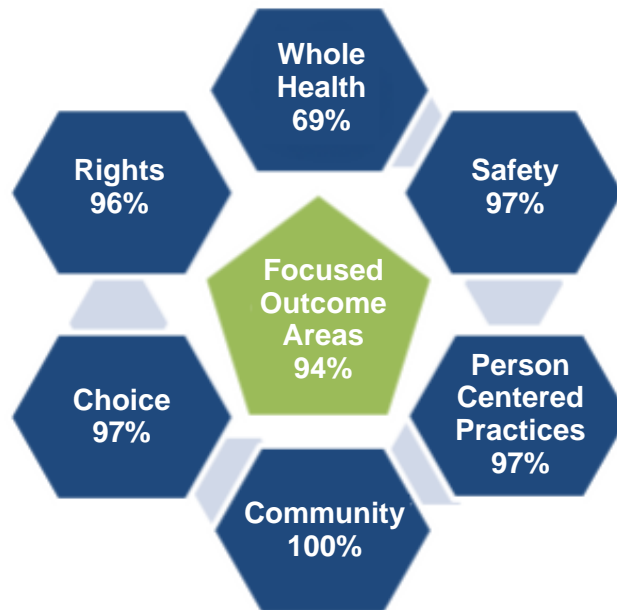 Whole
Health
69%
Safety
97%
Person
Centered
Practices
97%
Community
100%
Choice
97%
Rights
96%
Focused
Outcome
Areas
94%